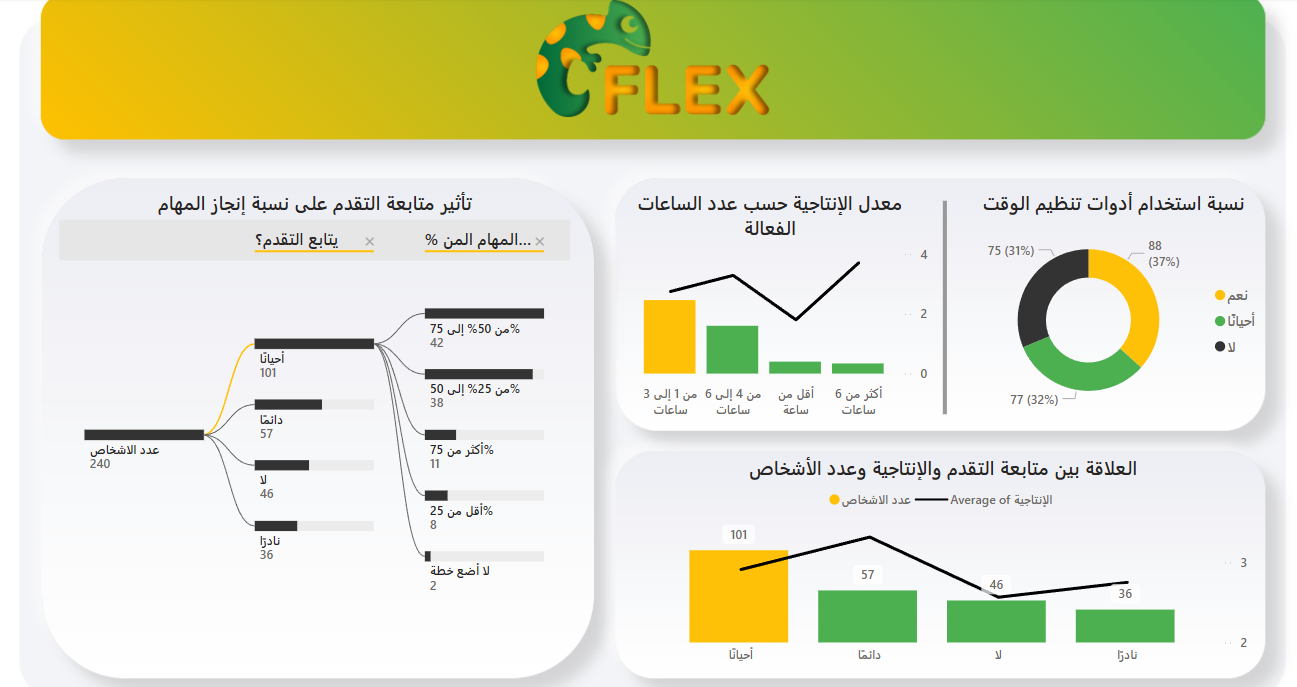 CFLEX
تأثير متابعة التقدم على نسبة إنجاز المهام
يتابع التقدم؟ ×
% المهام المن... ×
عدد الاشخاص
240
أحيانًا
101
دائمًا
57
لا
46
نادرًا
36
%من 50% إلى 75
42
%من 25% إلى 50
38
%أكثر من 75
11
%أقل من 25
8
لا أضع خطة
2
معدل الإنتاجية حسب عدد الساعات
الفعالة
4
2
0
من 1 إلى 3
ساعات
من 4 إلى 6
ساعات
أقل من
ساعة
أكثر من 6
ساعات
نسبة استخدام أدوات تنظيم الوقت
88
(37%)
77 (32%)
75 (31%)
نعم
أحيانًا
لا
العلاقة بين متابعة التقدم والإنتاجية وعدد الأشخاص
عدد الاشخاص
Average of الإنتاجية
101
57
46
36
3
2
أحيانًا
دائمًا
لا
نادرًا